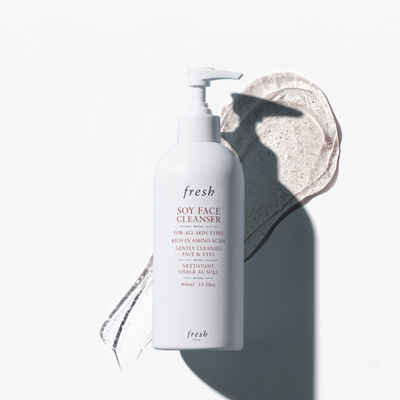 fresh
SOY FACE
CLEANSER
FOR ALL SKIN TYPES
RICH IN AMINO ACIDS
GENTLY CLEANSES
FACE & EYES
NETTOYANT
VISAGE AU SOJA
400ml / 13.5fl.oz
fresh